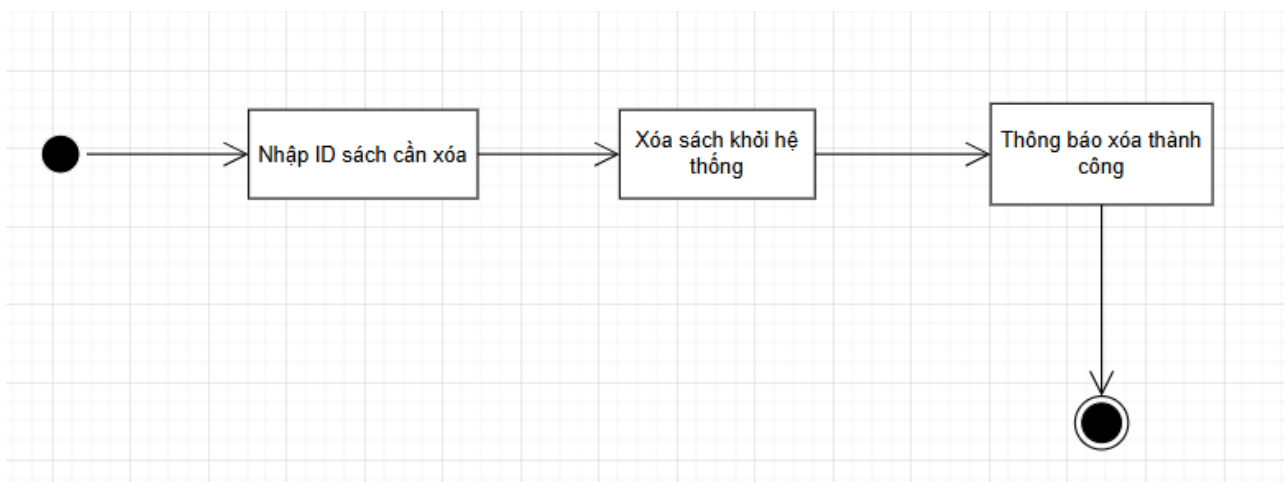 Nhập ID sách cần xóa
Xóa sách khỏi hệ
thống
Thông báo xóa thành
công